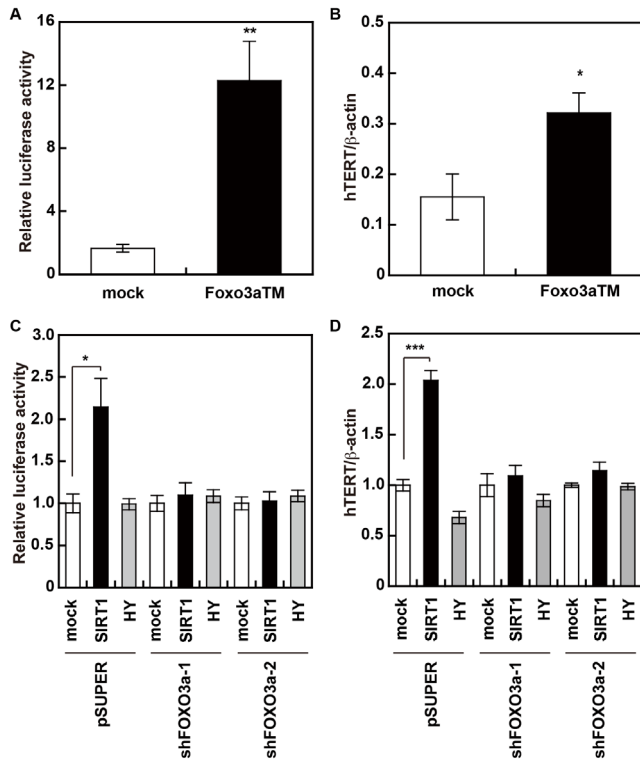 A
Relative luciferase activity
16
12
8
4
0
**
mock
Foxo3aTM
B
hTERT/β-actin
0.5
0.4
0.3
0.2
0.1
0
*
mock
Foxo3aTM
C
Relative luciferase activity
3.0
2.5
2.0
1.5
1.0
0.5
0.0
*
mock
SIRT1
HY
mock
SIRT1
HY
mock
SIRT1
HY
pSUPER
shFOXO3a-1
shFOXO3a-2
D
hTERT/β-actin
2.5
2.0
1.5
1.0
0.5
0.0
***
mock
SIRT1
HY
mock
SIRT1
HY
mock
SIRT1
HY
pSUPER
shFOXO3a-1
shFOXO3a-2